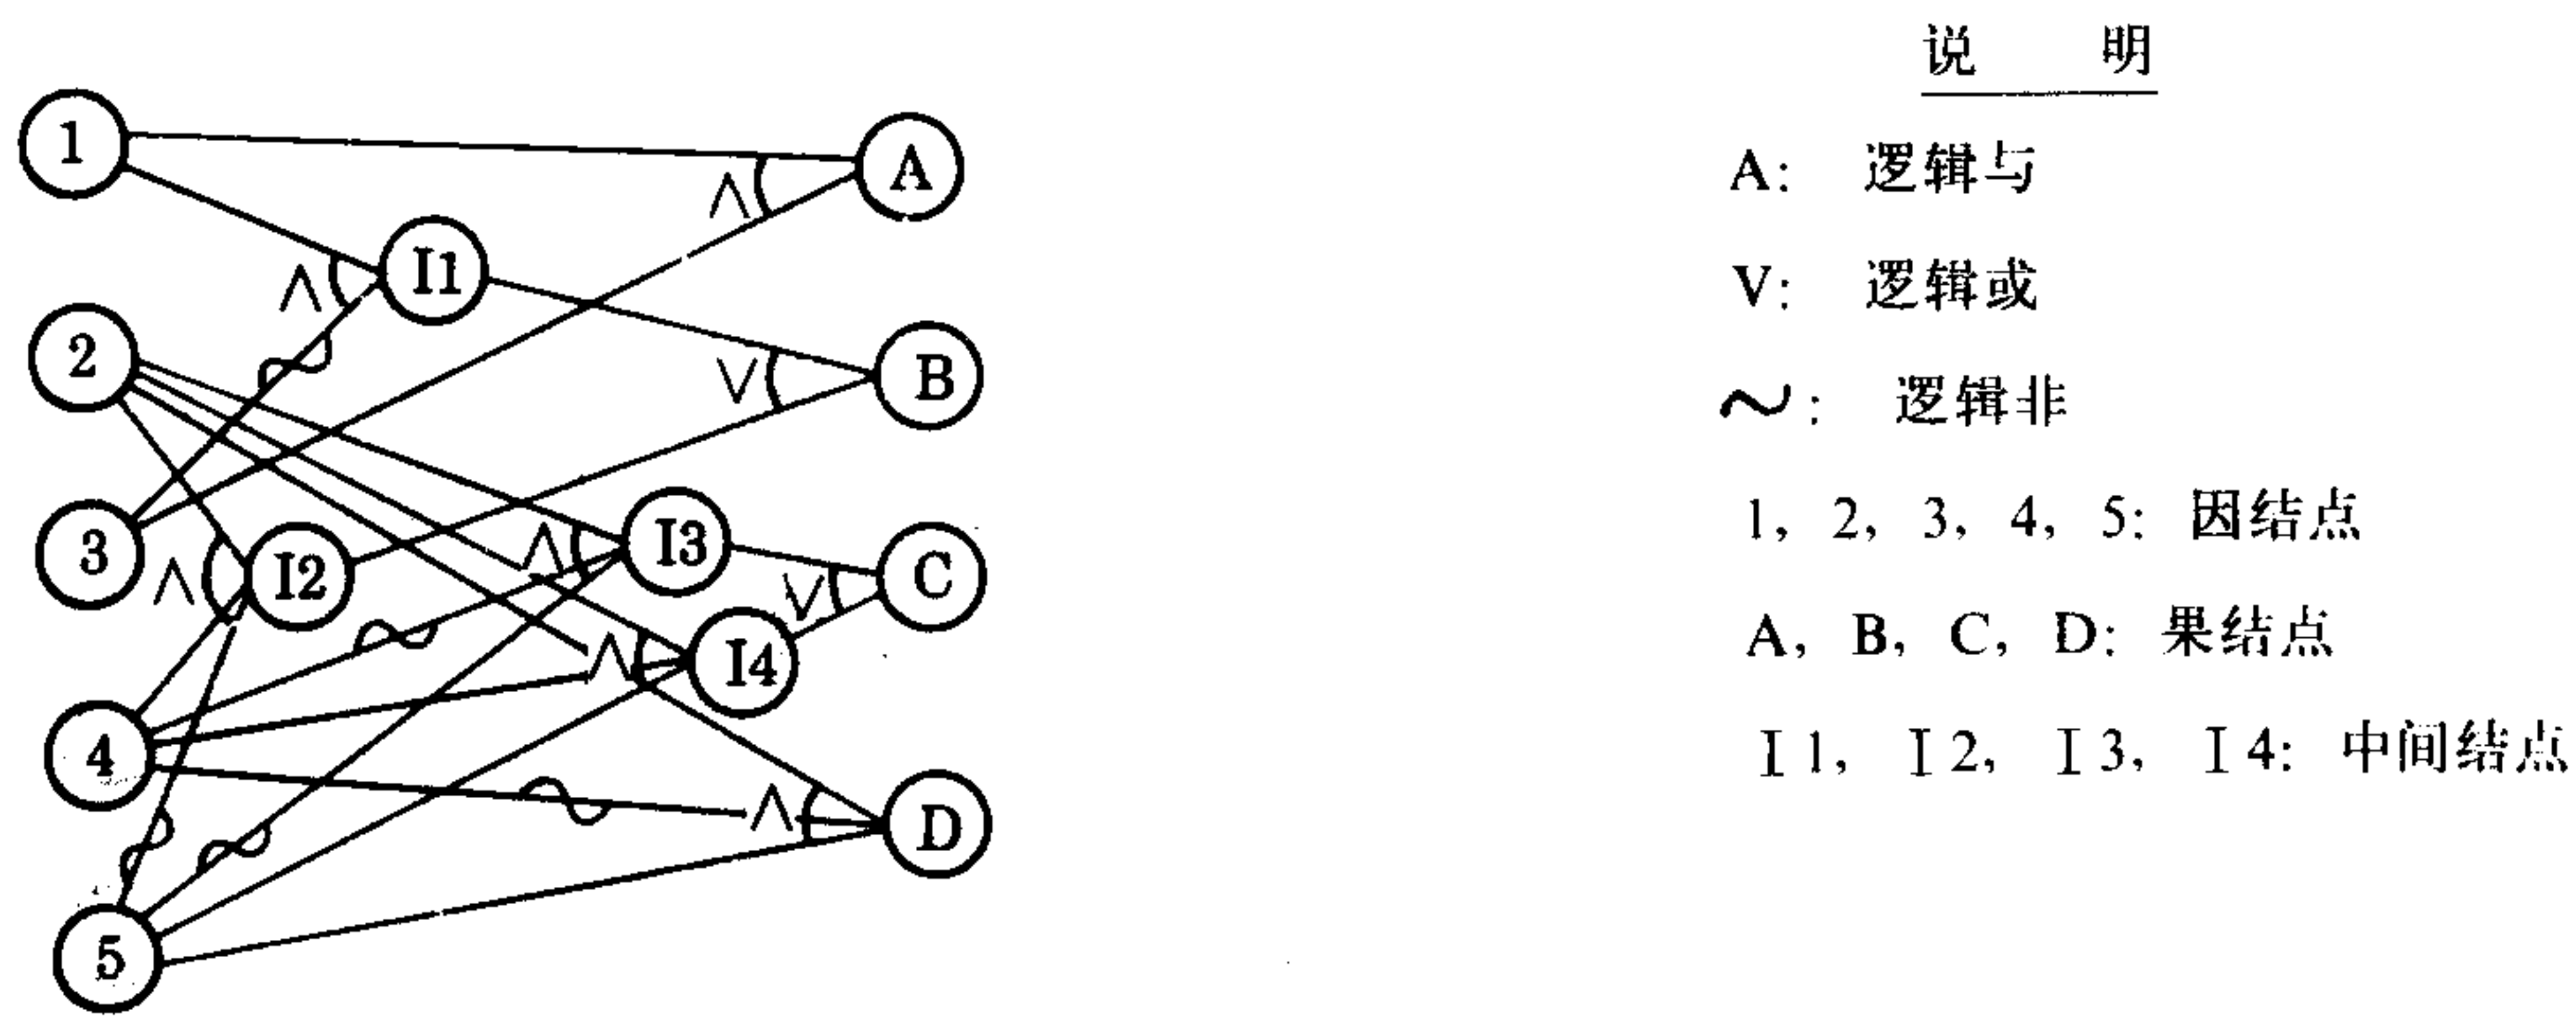 1
A
∧
I1
∧
2
∨
B
3
∧
I2
∧
I3
∨
C
∧
I4
4
∧
D
5
说 明
A: 逻辑与
V: 逻辑或
～: 逻辑非
1, 2, 3, 4, 5: 因结点
A, B, C, D: 果结点
I1, I2, I3, I4: 中间结点